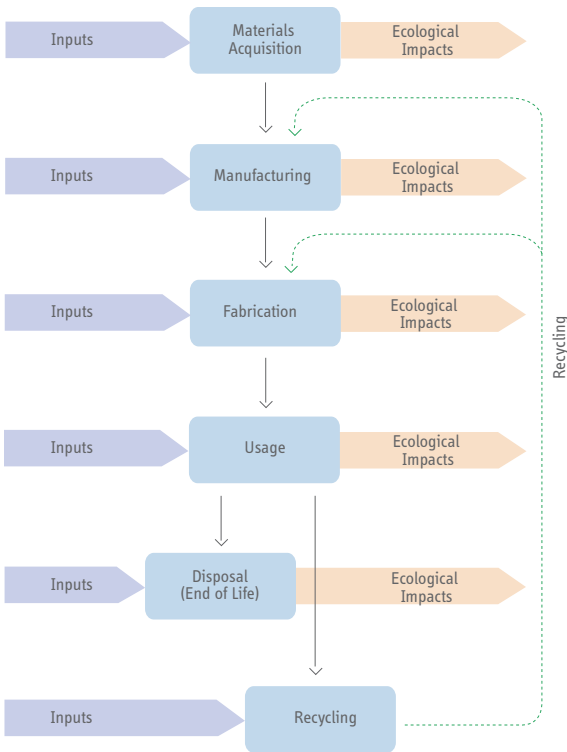 Inputs
Materials
Acquisition
Ecological
Impacts
Inputs
Manufacturing
Ecological
Impacts
Inputs
Fabrication
Ecological
Impacts
Recycling
Inputs
Usage
Ecological
Impacts
Inputs
Disposal
(End of Life)
Ecological
Impacts
Inputs
Recycling